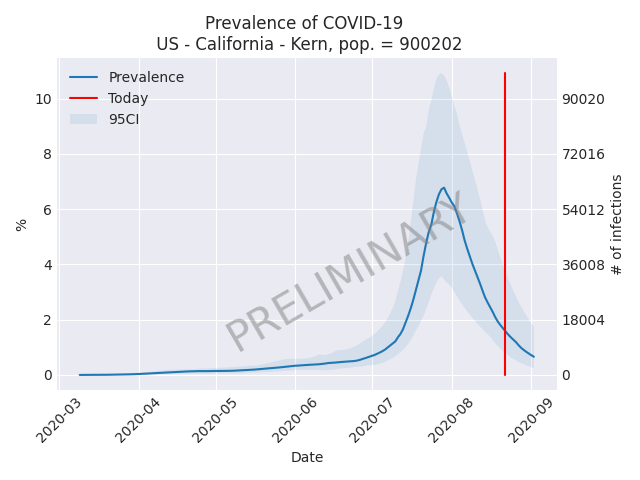 Prevalence of COVID-19
US - California - Kern, pop. = 900202
Prevalence
Today
95CI
10
8
6
4
2
0
%
90020
72016
54012
36008
18004
0
# of infections
PRELIMINARY
2020-03
2020-04
2020-05
2020-06
2020-07
2020-08
2020-09
Date